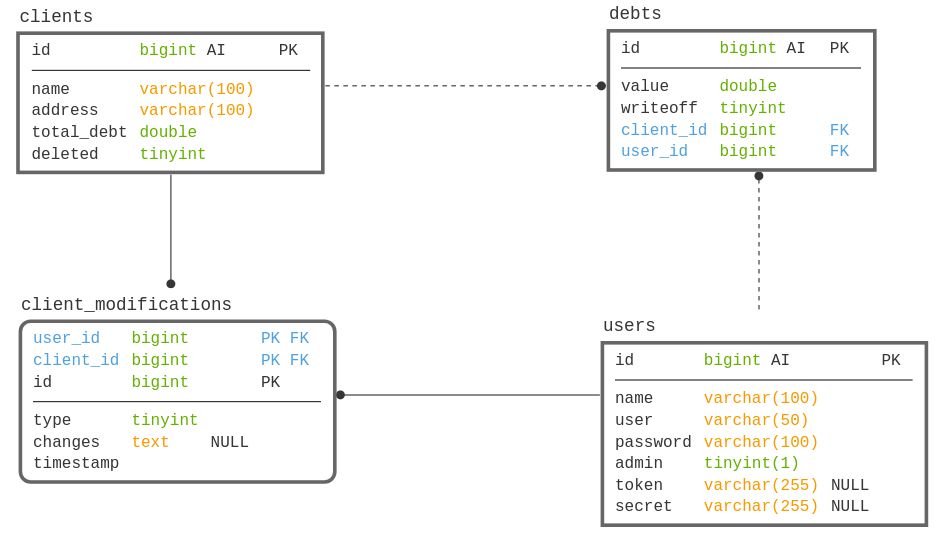 clients
id bigint AI PK
name varchar(100)
address varchar(100)
total_debt double
deleted tinyint
debts
id bigint AI PK
value double
writeoff tinyint
client_id bigint FK
user_id bigint FK
client_modifications
user_id bigint PK FK
client_id bigint PK FK
id bigint PK
type tinyint
changes text NULL
timestamp
users
id bigint AI PK
name varchar(100)
user varchar(50)
password varchar(100)
admin tinyint(1)
token varchar(255) NULL
secret varchar(255) NULL